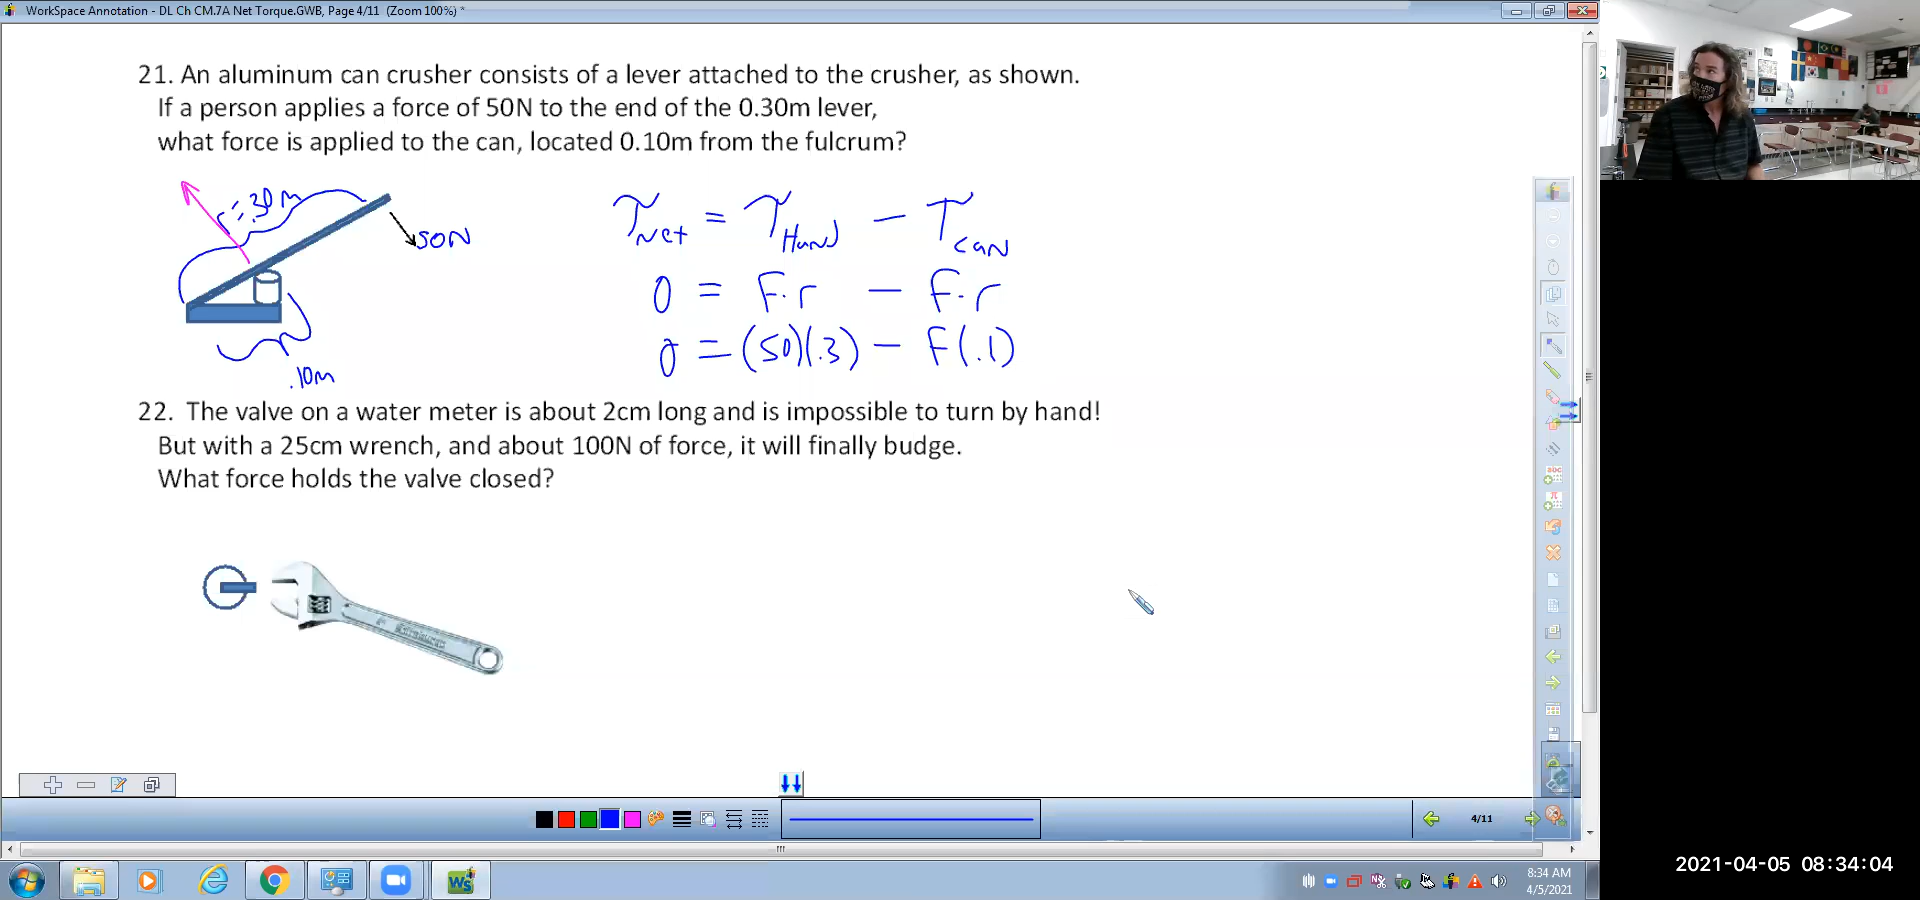 WorkSpace Annotation - DL Ch CM.7A Net Torque.GWB, Page 4/11 (Zoom 100%) *
21. An aluminum can crusher consists of a lever attached to the crusher, as shown.
If a person applies a force of 50N to the end of the 0.30m lever,
what force is applied to the can, located 0.10m from the fulcrum?
r = .30 m
50N
.10m
τNet = τHand − τcan
0 = F·r − F·r
0 = (50)(.3) − F(.1)
22. The valve on a water meter is about 2cm long and is impossible to turn by hand!
But with a 25cm wrench, and about 100N of force, it will finally budge.
What force holds the valve closed?
4/11
8:34 AM
4/5/2021
2021-04-05 08:34:04